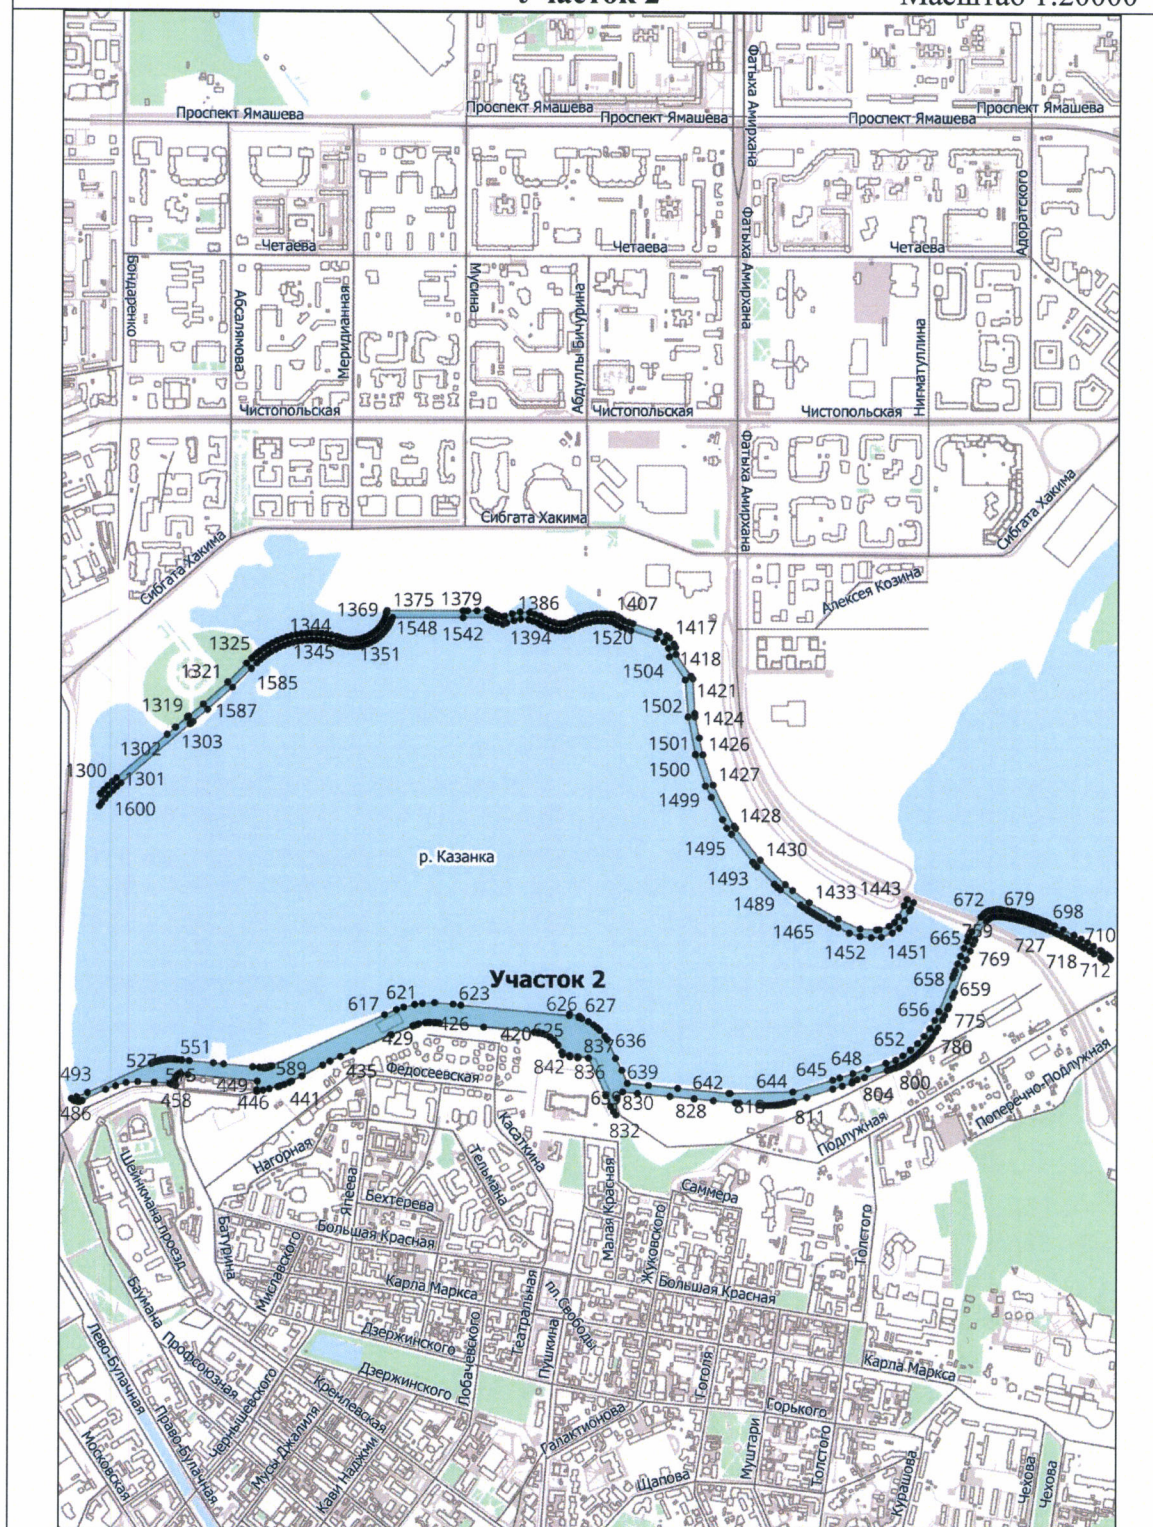 Участок 2 Масштаб 1:20000
Проспект Ямашева
Проспект Ямашева
Проспект Ямашева
Проспект Ямашева
Проспект Ямашева
Фатыха Амирхана
Четаева
Четаева
Четаева
Адоратского
Бондаренко
Абсалямова
Меридианная
Мусина
Абдуллы Бичурина
Фатыха Амирхана
Нигматуллина
Чистопольская
Чистопольская
Чистопольская
Фатыха Амирхана
Сибгата Хакима
Сибгата Хакима
Сибгата Хакима
Алексея Козина
1369
1375
1379
1386
1407
1344
1548
1542
1394
1520
1417
1325
1345
1351
1418
1321
1585
1504
1421
1319
1587
1502
1424
1302
1303
1501
1426
1300
1301
1500
1427
1600
1499
1428
1495
р. Казанка
1430
1493
1489
1433
1443
1465
1452
1451
672
679
698
665
769
727
710
718
712
658
659
656
775
780
Участок 2
617
621
623
626
627
426
420
625
429
837
636
652
527
551
842
836
648
800
493
589
435
Федосеевская
639
642
644
645
804
486
458
449
446
441
830
828
811
832
Подлужная
Поперечно-Подлужная
Касаткина
Нагорная
Тельмана
Шейнкмана проезд
Япеева
Бехтерева
Малая Красная
Саммера
Жуковского
Толстого
Батурина
Большая Красная
Миславского
Карла Маркса
Большая Красная
Театральная
пл.Свободы
Баумана
Дзержинского
Лобачевского
Пушкина
Лево-Булачная
Профсоюзная
Дзержинского
Гоголя
Карла Маркса
Чернышевского
Кремлевская
Горького
Право-Булачная
Мусы Джалиля
Галактионова
Муштари
Толстого
Московская
Кави Наджми
Щапова
Курашова
Чехова
Чехова